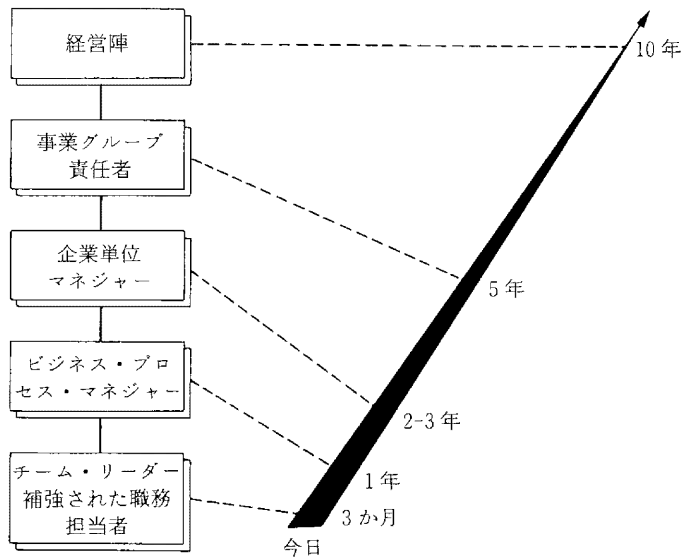 経営陣
10年
事業グループ
責任者
5年
企業単位
マネジャー
ビジネス・プロ
セス・マネジャー
2-3年
1年
チーム・リーダー
補強された職務
担当者
3か月
今日